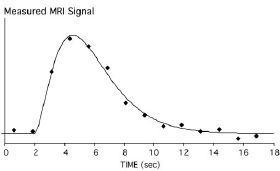 Measured MRI Signal
0 2 4 6 8 10 12 14 16 18
TIME (sec)